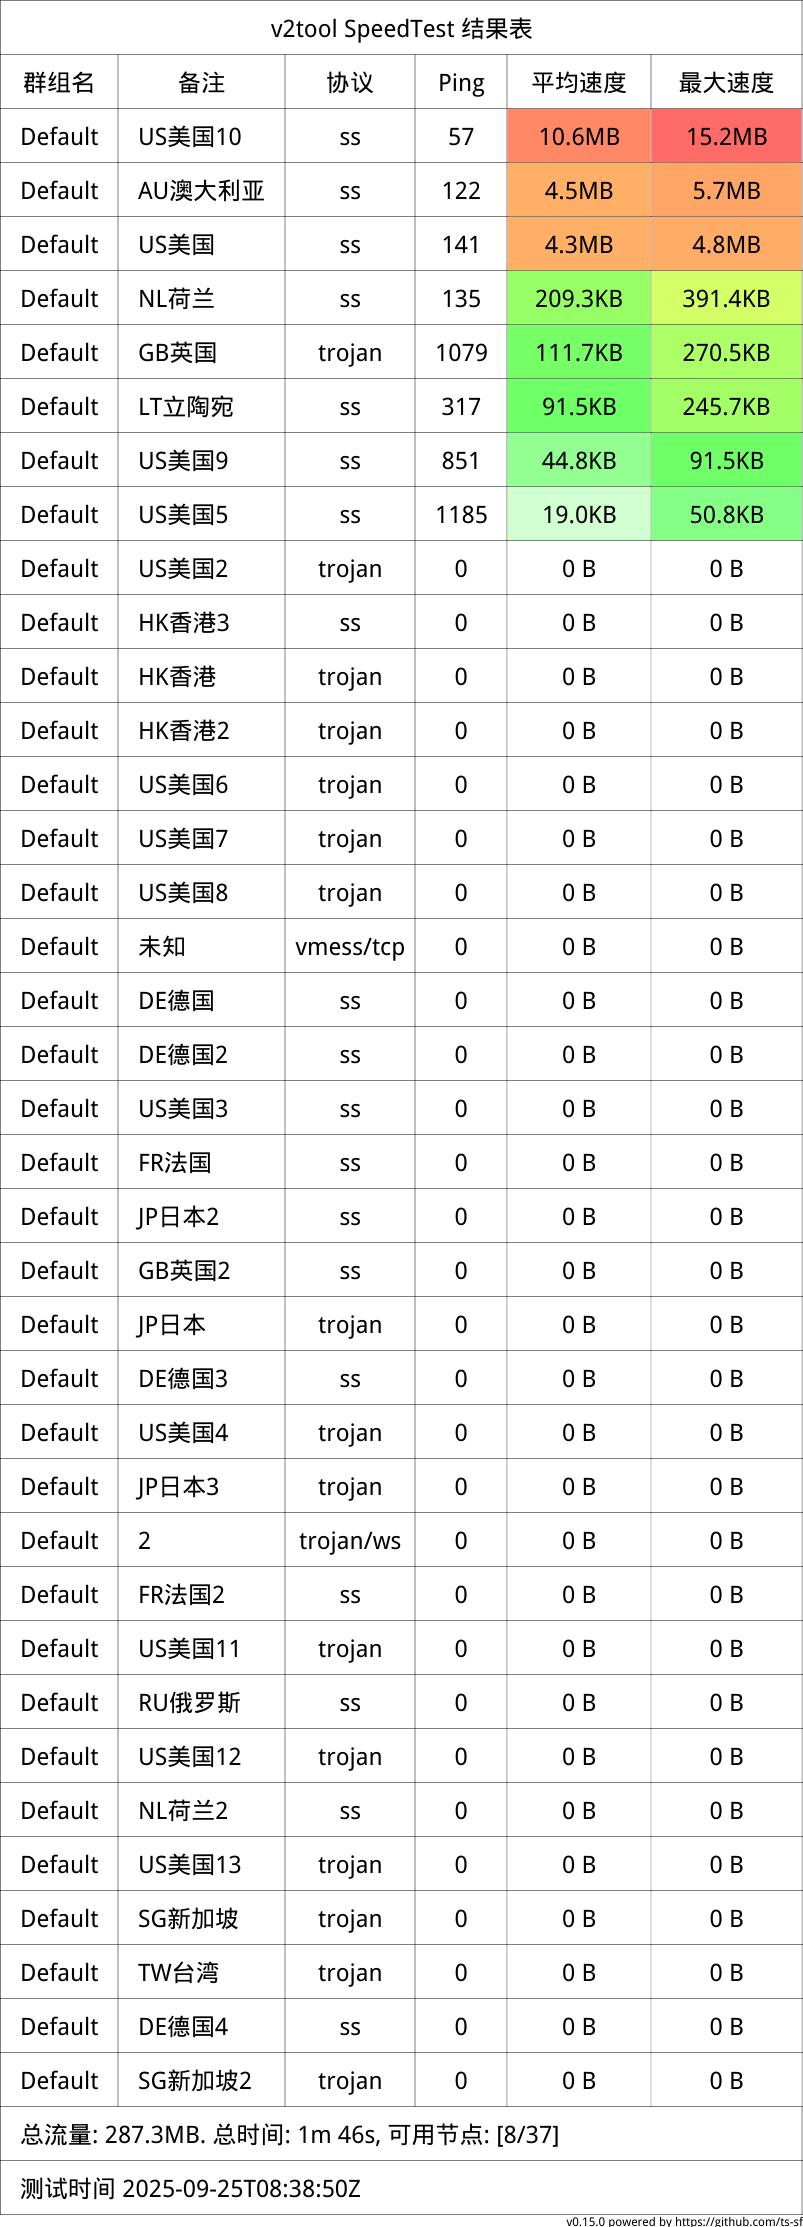 v2tool SpeedTest 结果表
群组名 备注 协议 Ping 平均速度 最大速度
Default US美国10 ss 57 10.6MB 15.2MB
Default AU澳大利亚 ss 122 4.5MB 5.7MB
Default US美国 ss 141 4.3MB 4.8MB
Default NL荷兰 ss 135 209.3KB 391.4KB
Default GB英国 trojan 1079 111.7KB 270.5KB
Default LT立陶宛 ss 317 91.5KB 245.7KB
Default US美国9 ss 851 44.8KB 91.5KB
Default US美国5 ss 1185 19.0KB 50.8KB
Default US美国2 trojan 0 0 B 0 B
Default HK香港3 ss 0 0 B 0 B
Default HK香港 trojan 0 0 B 0 B
Default HK香港2 trojan 0 0 B 0 B
Default US美国6 trojan 0 0 B 0 B
Default US美国7 trojan 0 0 B 0 B
Default US美国8 trojan 0 0 B 0 B
Default 未知 vmess/tcp 0 0 B 0 B
Default DE德国 ss 0 0 B 0 B
Default DE德国2 ss 0 0 B 0 B
Default US美国3 ss 0 0 B 0 B
Default FR法国 ss 0 0 B 0 B
Default JP日本2 ss 0 0 B 0 B
Default GB英国2 ss 0 0 B 0 B
Default JP日本 trojan 0 0 B 0 B
Default DE德国3 ss 0 0 B 0 B
Default US美国4 trojan 0 0 B 0 B
Default JP日本3 trojan 0 0 B 0 B
Default 2 trojan/ws 0 0 B 0 B
Default FR法国2 ss 0 0 B 0 B
Default US美国11 trojan 0 0 B 0 B
Default RU俄罗斯 ss 0 0 B 0 B
Default US美国12 trojan 0 0 B 0 B
Default NL荷兰2 ss 0 0 B 0 B
Default US美国13 trojan 0 0 B 0 B
Default SG新加坡 trojan 0 0 B 0 B
Default TW台湾 trojan 0 0 B 0 B
Default DE德国4 ss 0 0 B 0 B
Default SG新加坡2 trojan 0 0 B 0 B
总流量: 287.3MB. 总时间: 1m 46s, 可用节点: [8/37]
测试时间 2025-09-25T08:38:50Z
v0.15.0 powered by https://github.com/ts-sf